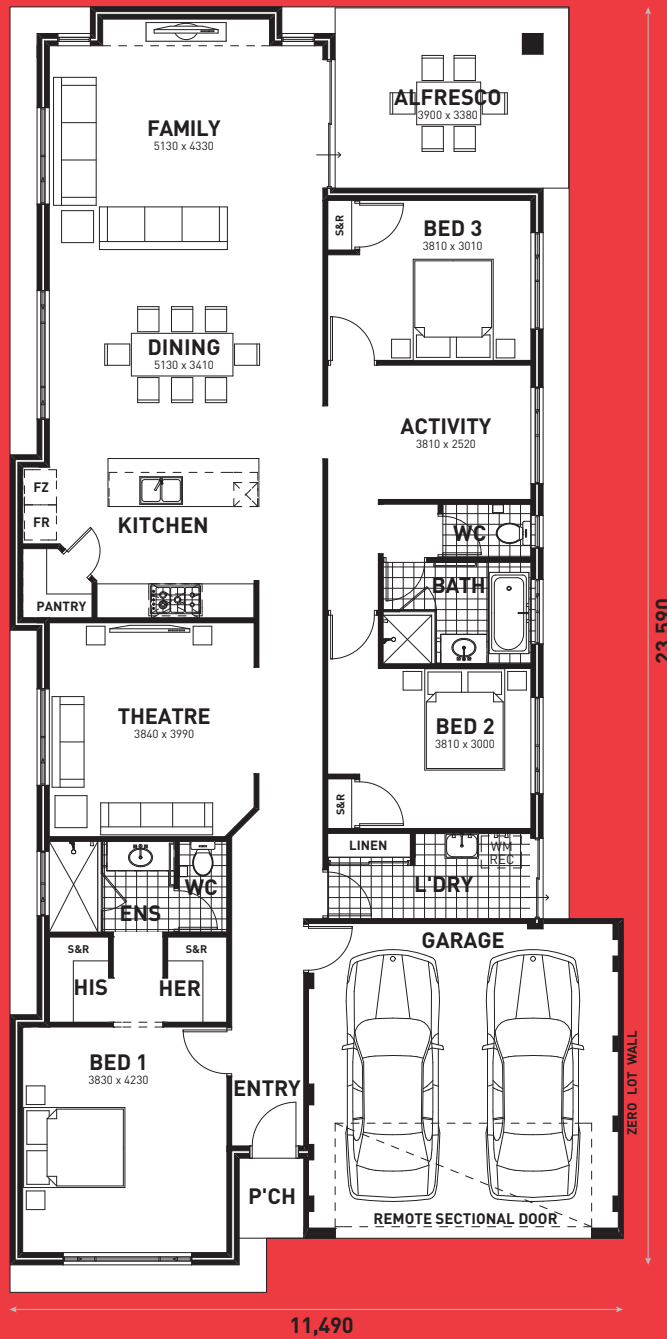 FAMILY
5130 x 4330
ALFRESCO
3900 x 3380
S&R
BED 3
3810 x 3010
DINING
5130 x 3410
ACTIVITY
3810 x 2520
FZ
FR
KITCHEN
WC
BATH
PANTRY
23,590
THEATRE
3840 x 3990
BED 2
3810 x 3000
S&R
LINEN
WM
REC
L'DRY
WC
ENS
S&R
S&R
HIS
HER
GARAGE
BED 1
3830 x 4230
ENTRY
ZERO LOT WALL
P'CH
REMOTE SECTIONAL DOOR
11,490